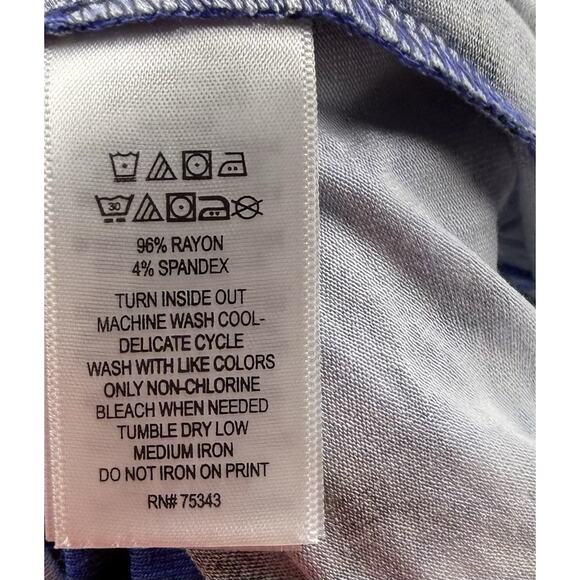 30
96% RAYON
4% SPANDEX
TURN INSIDE OUT
MACHINE WASH COOL-
DELICATE CYCLE
WASH WITH LIKE COLORS
ONLY NON-CHLORINE
BLEACH WHEN NEEDED
TUMBLE DRY LOW
MEDIUM IRON
DO NOT IRON ON PRINT
RN# 75343